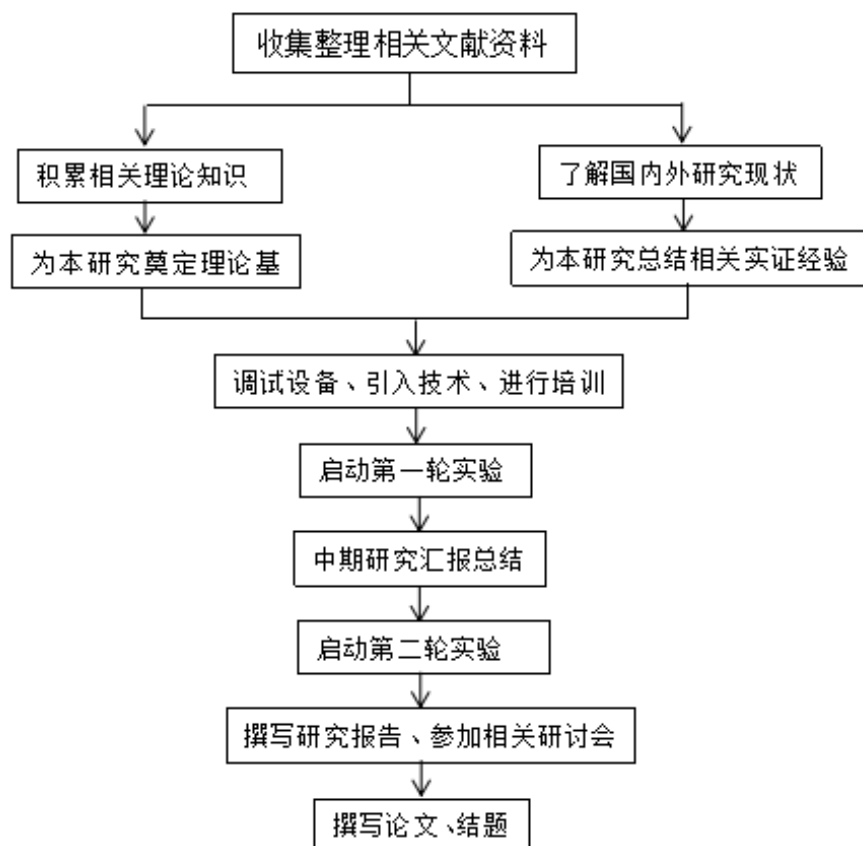 收集整理相关文献资料
积累相关理论知识
了解国内外研究现状
为本研究奠定理论基
为本研究总结相关实证经验
调试设备、引入技术、进行培训
启动第一轮实验
中期研究汇报总结
启动第二轮实验
撰写研究报告、参加相关研讨会
撰写论文、结题